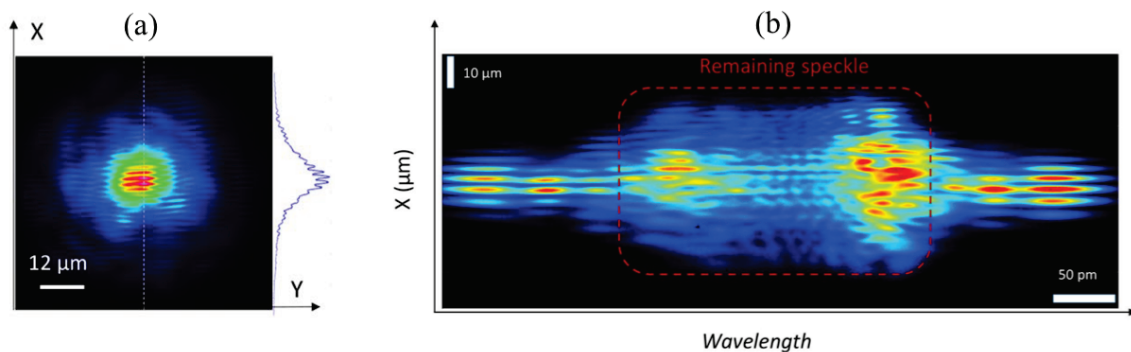 (a)
X
12 μm
Y
(b)
10 μm
Remaining speckle
X (μm)
50 pm
Wavelength